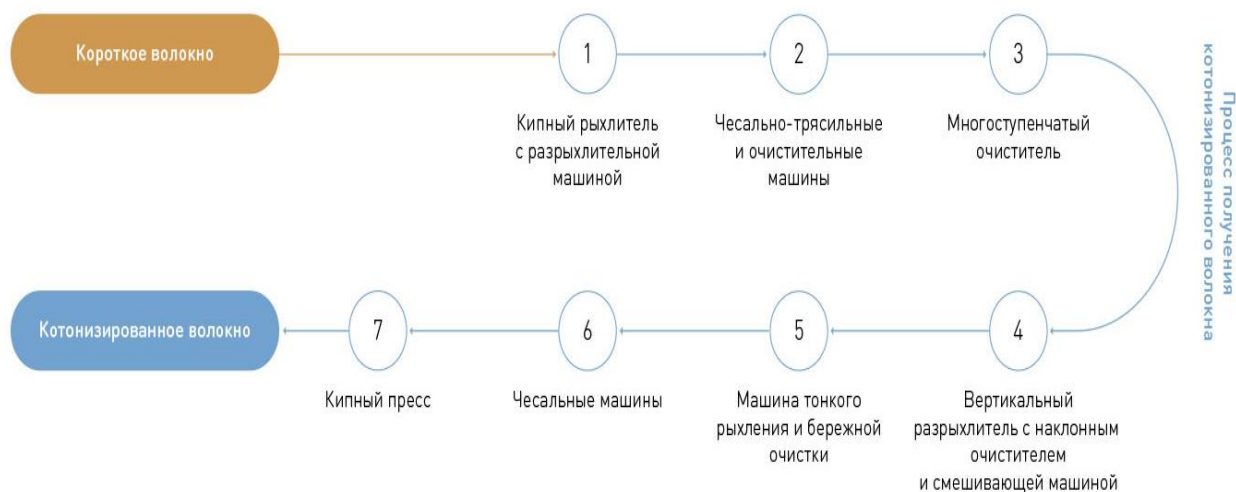 Короткое волокно
1
2
3
Кипный рыхлитель
с разрыхлительной
машиной
Чесально-трясильные
и очистительные
машины
Многоступенчатый
очиститель
Процесс получения
котонизированного волокна
Котонизированное волокно
7
6
5
4
Кипный пресс
Чесальные машины
Машина тонкого
рыхления и бережной
очистки
Вертикальный
разрыхлитель с наклонным
очистителем
и смешивающей машиной